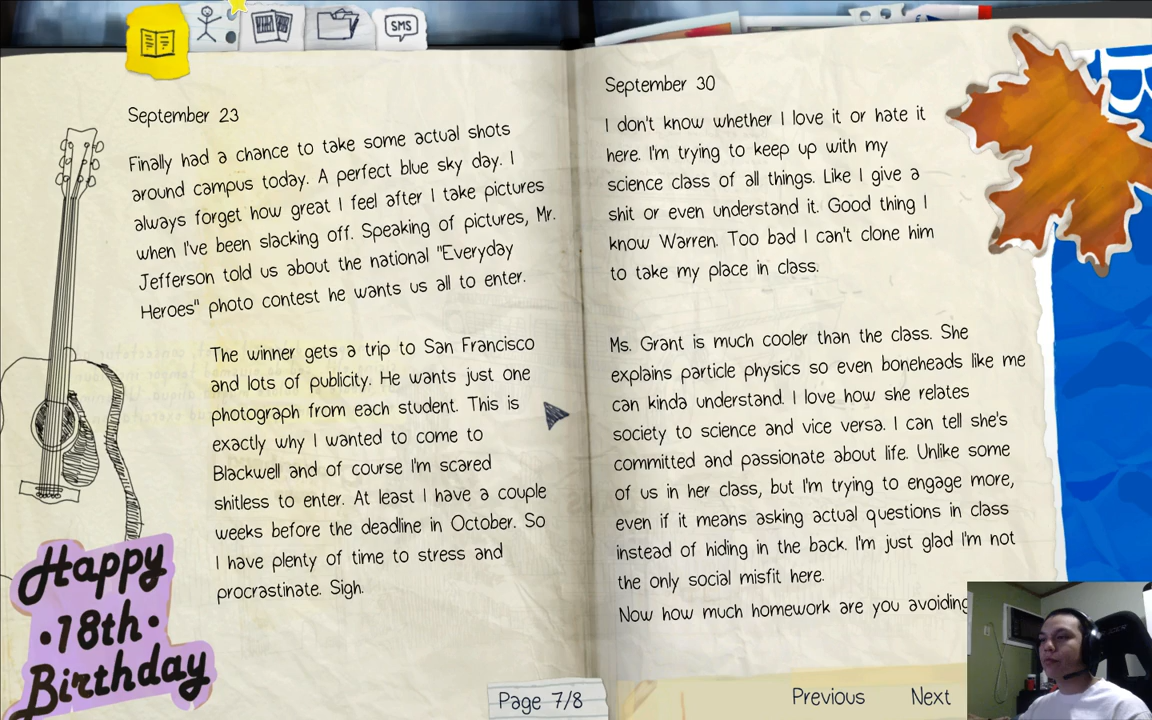 SMS
September 23
Finally had a chance to take some actual shots
around campus today. A perfect blue sky day. I
always forget how great I feel after I take pictures
when I've been slacking off. Speaking of pictures, Mr.
Jefferson told us about the national "Everyday
Heroes" photo contest he wants us all to enter.
The winner gets a trip to San Francisco
and lots of publicity. He wants just one
photograph from each student. This is
exactly why I wanted to come to
Blackwell and of course I'm scared
shitless to enter. At least I have a couple
weeks before the deadline in October. So
I have plenty of time to stress and
procrastinate. Sigh.
Happy
•18th•
Birthday
September 30
I don't know whether I love it or hate it
here. I'm trying to keep up with my
science class of all things. Like I give a
shit or even understand it. Good thing I
know Warren. Too bad I can't clone him
to take my place in class.
Ms. Grant is much cooler than the class. She
explains particle physics so even boneheads like me
can kinda understand. I love how she relates
society to science and vice versa. I can tell she's
committed and passionate about life. Unlike some
of us in her class, but I'm trying to engage more,
even if it means asking actual questions in class
instead of hiding in the back. I'm just glad I'm not
the only social misfit here.
Now how much homework are you avoiding
Page 7/8
Previous
Next